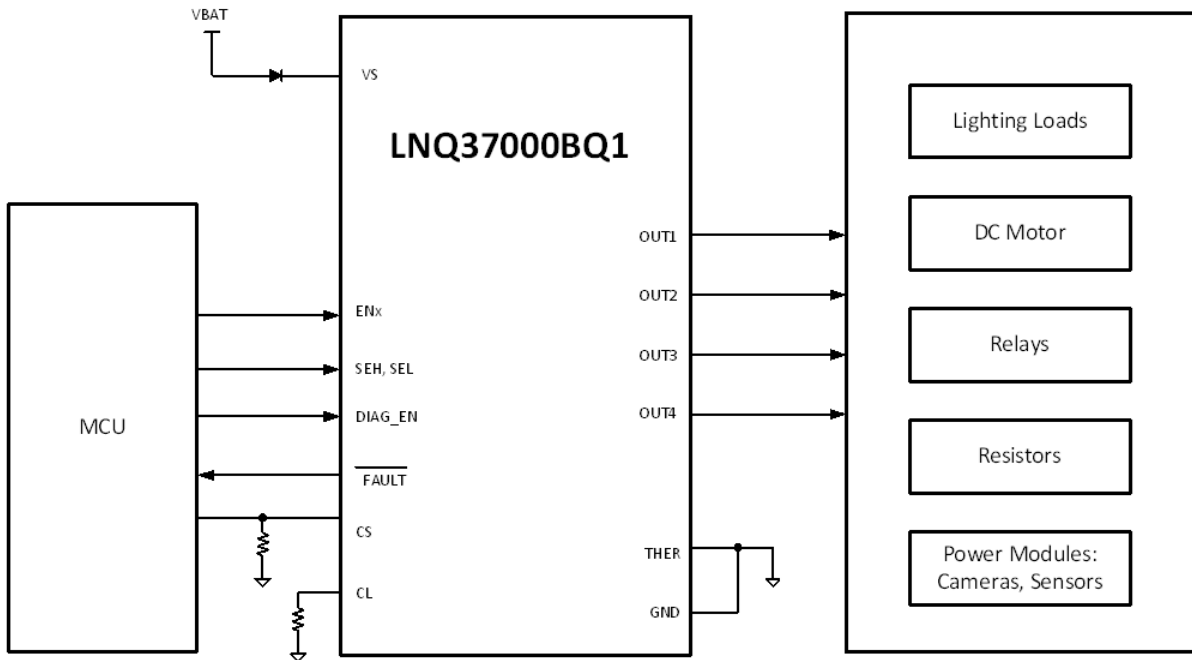 VBAT
VS
LNQ37000BQ1
MCU
ENx
SEH, SEL
DIAG_EN
FAULT
CS
CL
OUT1
OUT2
OUT3
OUT4
THER
GND
Lighting Loads
DC Motor
Relays
Resistors
Power Modules:
Cameras, Sensors